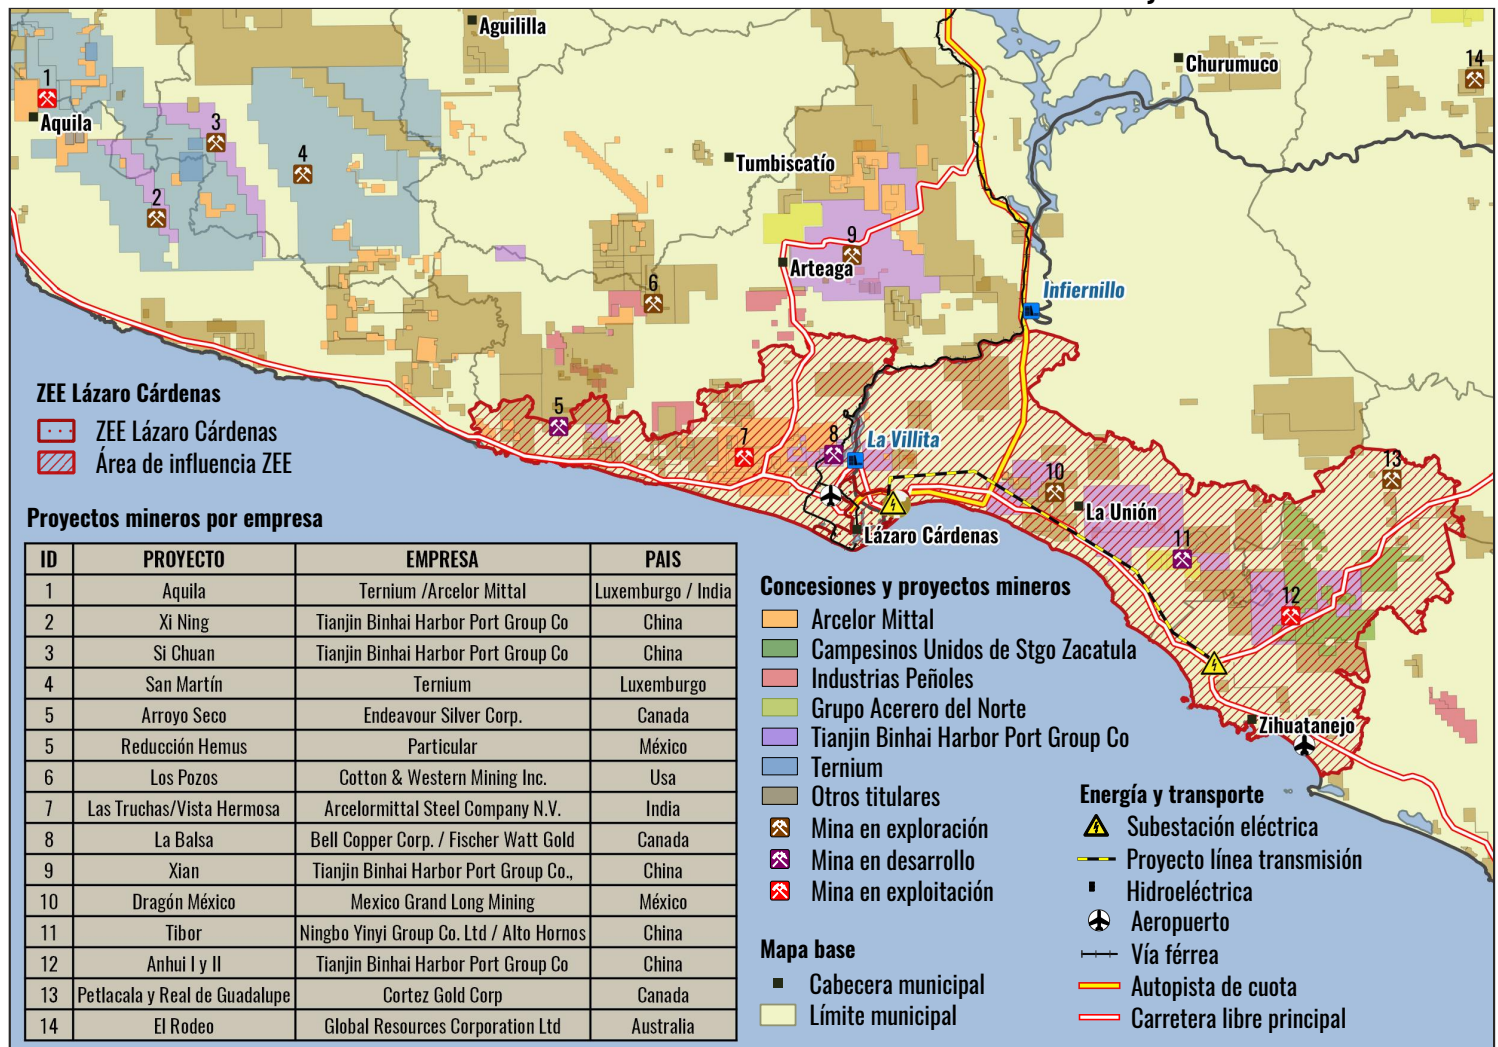 Aguililla
Churumuco
14
1
Aquila
3
4
2
Tumbiscatío
9
Arteaga
6
Infiernillo
ZEE Lázaro Cárdenas
ZEE Lázaro Cárdenas
Área de influencia ZEE
5
7
8
La Villita
10
La Unión
13
11
12
Lázaro Cárdenas
Zihuatanejo
Proyectos mineros por empresa
ID PROYECTO EMPRESA PAIS
1 Aquila Ternium /Arcelor Mittal Luxemburgo / India
2 Xi Ning Tianjin Binhai Harbor Port Group Co China
3 Si Chuan Tianjin Binhai Harbor Port Group Co China
4 San Martín Ternium Luxemburgo
5 Arroyo Seco Endeavour Silver Corp. Canada
5 Reducción Hemus Particular México
6 Los Pozos Cotton & Western Mining Inc. Usa
7 Las Truchas/Vista Hermosa Arcelormittal Steel Company N.V. India
8 La Balsa Bell Copper Corp. / Fischer Watt Gold Canada
9 Xian Tianjin Binhai Harbor Port Group Co., China
10 Dragón México Mexico Grand Long Mining México
11 Tibor Ningbo Yinyi Group Co. Ltd / Alto Hornos China
12 Anhui I y II Tianjin Binhai Harbor Port Group Co China
13 Petlacala y Real de Guadalupe Cortez Gold Corp Canada
14 El Rodeo Global Resources Corporation Ltd Australia
Concesiones y proyectos mineros
Arcelor Mittal
Campesinos Unidos de Stgo Zacatula
Industrias Peñoles
Grupo Acerero del Norte
Tianjin Binhai Harbor Port Group Co
Ternium
Otros titulares
Mina en exploración
Mina en desarrollo
Mina en exploitación
Mapa base
Cabecera municipal
Límite municipal
Energía y transporte
Subestación eléctrica
Proyecto línea transmisión
Hidroeléctrica
Aeropuerto
Vía férrea
Autopista de cuota
Carretera libre principal